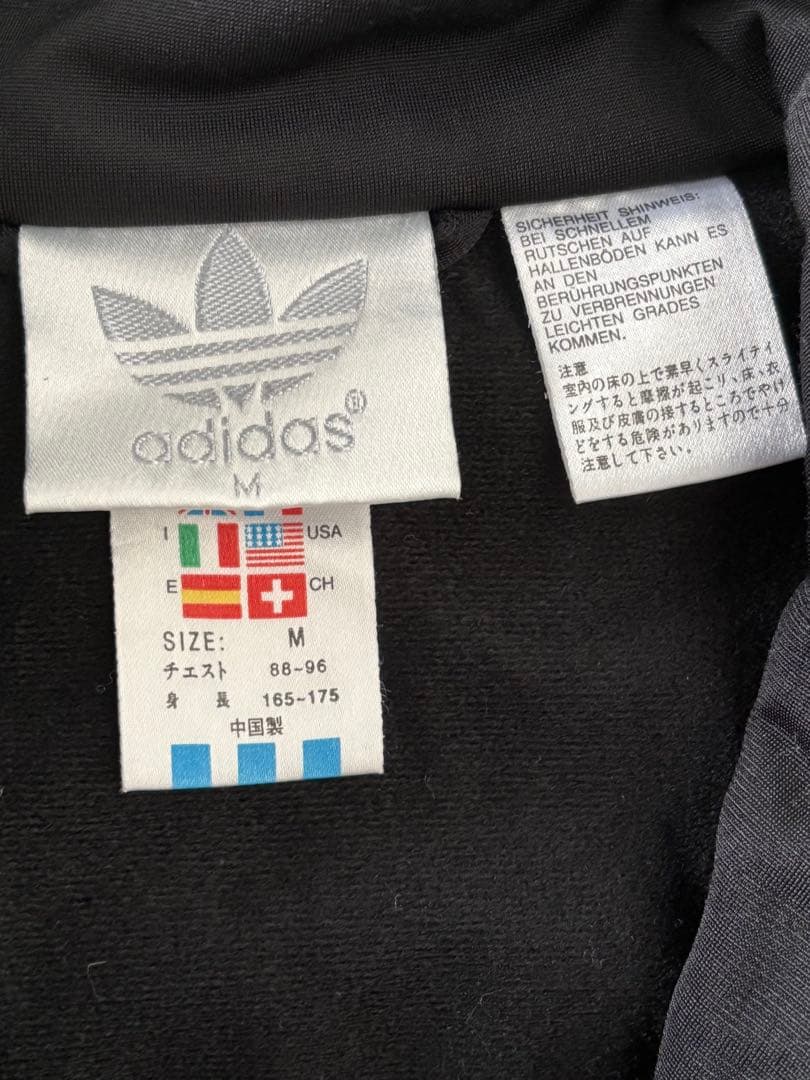 adidas®
M
I USA
E CH
SIZE: M
チェスト 88~96
身長 165~175
中国製
SICHERHEIT SHINWEIS:
BEI SCHNELLEM
RUTSCHEN AUF
HALLENBÖDEN KANN ES
AN DEN
BERÜHRUNGSPUNKTEN
ZU VERBRENNUNGEN
LEICHTEN GRADES
KOMMEN.
注意
室内の床の上で素早くスライディ
ングすると摩擦が起こり、床、衣
服及び皮膚の接するところでやけ
どをする危険がありますので十分
注意して下さい。